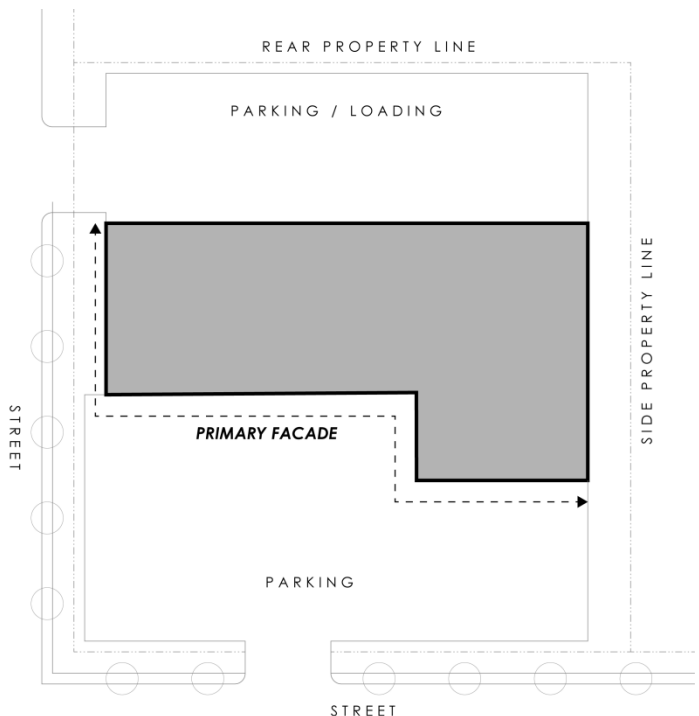 REAR PROPERTY LINE
PARKING / LOADING
SIDE PROPERTY LINE
STREET
PRIMARY FACADE
PARKING
STREET